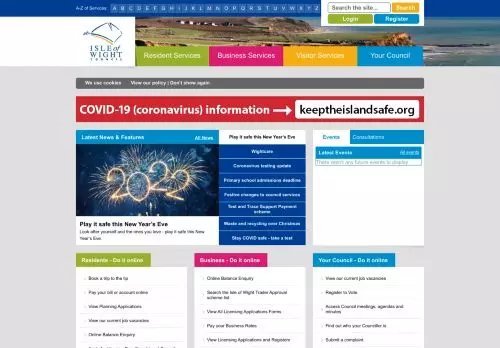 A-Z of Services: A B C D E F G H I J K L M N O P Q R S T U V W X Y Z
Search the site...
Search
Login
Register
ISLE of WIGHT
COUNCIL
Resident Services
Business Services
Visitor Services
Your Council
We use cookies
View our policy | Don't show again
COVID-19 (coronavirus) information
keeptheislandsafe.org
Latest News & Features
All News
2022
Play it safe this New Year's Eve
Look after yourself and the ones you love - play it safe this New
Year's Eve.
Play it safe this New Year's Eve
Wightcare
Coronavirus testing update
Primary school admissions deadline
Festive changes to council services
Test and Trace Support Payment
scheme
Waste and recycling over Christmas
Stay COVID safe - take a test
Events
Consultations
Latest Events
All events
There aren't any future events to display
Residents - Do it online
Book a trip to the tip
Pay your bill or account online
View Planning Applications
View our current job vacancies
Online Balance Enquiry
Business - Do it online
Online Balance Enquiry
Search the Isle of Wight Trader Approval
scheme list
View All Licensing Applications Forms
Pay your Business Rates
View Licensing Applications and Registers
Your Council - Do it online
View our current job vacancies
Register to Vote
Access Council meetings, agendas and
minutes
Find out who your Councillor is
Submit a complaint